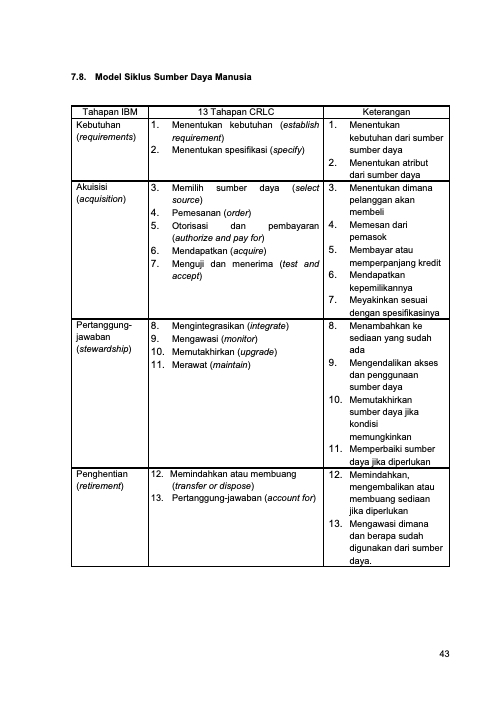 7.8. Model Siklus Sumber Daya Manusia
Tahapan IBM 13 Tahapan CRLC Keterangan
Kebutuhan
(requirements)
1. Menentukan kebutuhan (establish
requirement)
2. Menentukan spesifikasi (specify)
1. Menentukan
kebutuhan dari sumber
sumber daya
2. Menentukan atribut
dari sumber daya
Akuisisi
(acquisition)
3. Memilih sumber daya (select
source)
4. Pemesanan (order)
5. Otorisasi dan pembayaran
(authorize and pay for)
6. Mendapatkan (acquire)
7. Menguji dan menerima (test and
accept)
3. Menentukan dimana
pelanggan akan
membeli
4. Memesan dari
pemasok
5. Membayar atau
memperpanjang kredit
6. Mendapatkan
kepemilikannya
7. Meyakinkan sesuai
dengan spesifikasinya
Pertanggung-
jawaban
(stewardship)
8. Mengintegrasikan (integrate)
9. Mengawasi (monitor)
10. Memutakhirkan (upgrade)
11. Merawat (maintain)
8. Menambahkan ke
sediaan yang sudah
ada
9. Mengendalikan akses
dan penggunaan
sumber daya
10. Memutakhirkan
sumber daya jika
kondisi
memungkinkan
11. Memperbaiki sumber
daya jika diperlukan
Penghentian
(retirement)
12. Memindahkan atau membuang
(transfer or dispose)
13. Pertanggung-jawaban (account for)
12. Memindahkan,
mengembalikan atau
membuang sediaan
jika diperlukan
13. Mengawasi dimana
dan berapa sudah
digunakan dari sumber
daya.
43